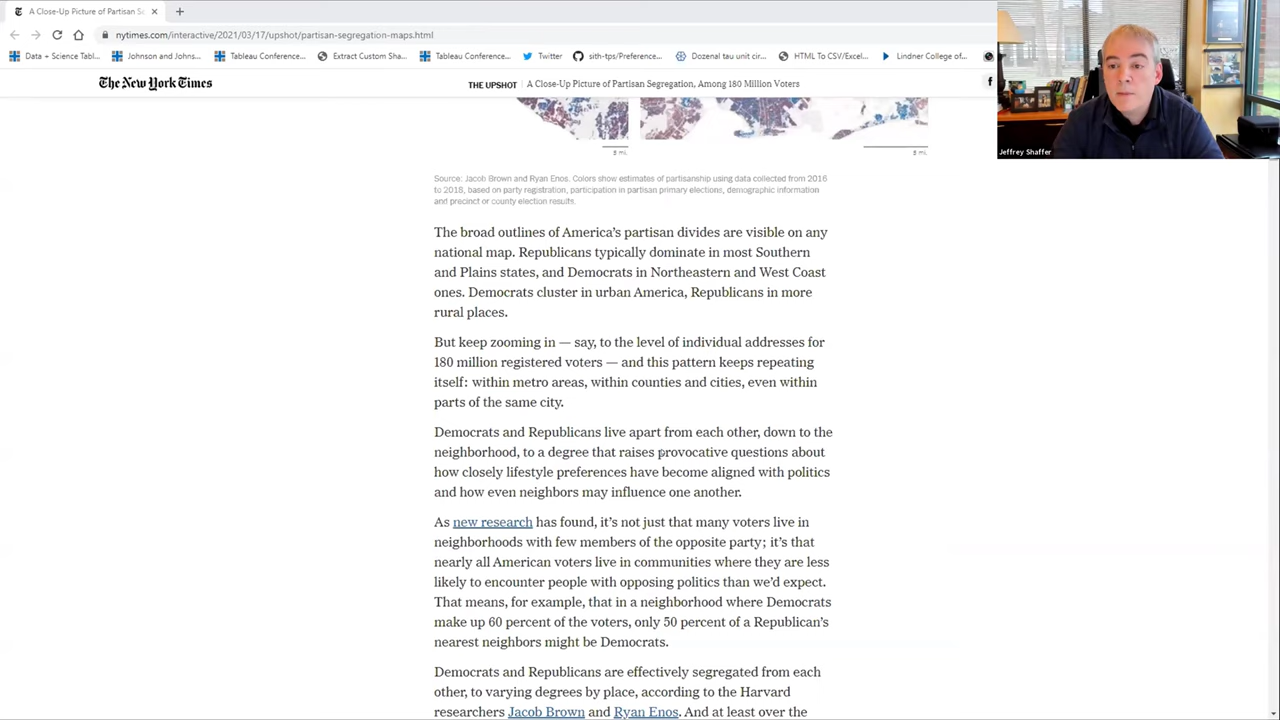 A Close-Up Picture of Partisan Se
nytimes.com/interactive/2021/03/17/upshot/partisan-segregation-maps.html
Data + Science Tabl...
Johnson and Johns...
Tableau Conference...
Tableau Conference...
Twitter
sith-tps/Preference...
Dozenal tau unit cir...
HTML To CSV/Excel...
Lindner College of...
The New York Times
THE UPSHOT | A Close-Up Picture of Partisan Segregation, Among 180 Million Voters
Jeffrey Shaffer
5 mi.
5 mi.
Source: Jacob Brown and Ryan Enos. Colors show estimates of partisanship using data collected from 2016
to 2018, based on party registration, participation in partisan primary elections, demographic information
and precinct or county election results.
The broad outlines of America’s partisan divides are visible on any
national map. Republicans typically dominate in most Southern
and Plains states, and Democrats in Northeastern and West Coast
ones. Democrats cluster in urban America, Republicans in more
rural places.
But keep zooming in — say, to the level of individual addresses for
180 million registered voters — and this pattern keeps repeating
itself: within metro areas, within counties and cities, even within
parts of the same city.
Democrats and Republicans live apart from each other, down to the
neighborhood, to a degree that raises provocative questions about
how closely lifestyle preferences have become aligned with politics
and how even neighbors may influence one another.
As new research has found, it’s not just that many voters live in
neighborhoods with few members of the opposite party; it’s that
nearly all American voters live in communities where they are less
likely to encounter people with opposing politics than we’d expect.
That means, for example, that in a neighborhood where Democrats
make up 60 percent of the voters, only 50 percent of a Republican’s
nearest neighbors might be Democrats.
Democrats and Republicans are effectively segregated from each
other, to varying degrees by place, according to the Harvard
researchers Jacob Brown and Ryan Enos. And at least over the